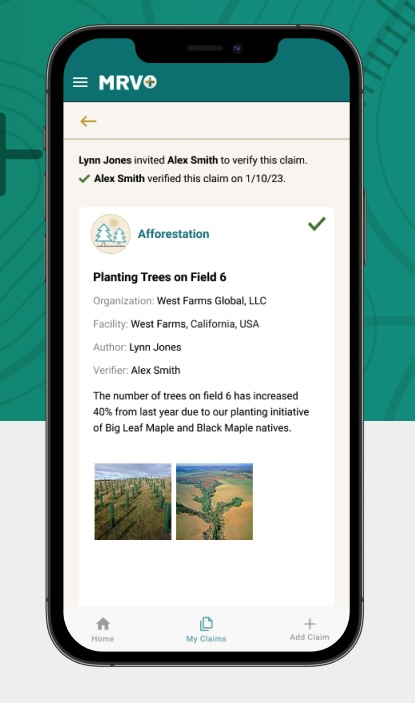 MRV+
Lynn Jones invited Alex Smith to verify this claim.
Alex Smith verified this claim on 1/10/23.
Afforestation
Planting Trees on Field 6
Organization: West Farms Global, LLC
Facility: West Farms, California, USA
Author: Lynn Jones
Verifier: Alex Smith
The number of trees on field 6 has increased
40% from last year due to our planting initiative
of Big Leaf Maple and Black Maple natives.
Home
My Claims
Add Claim